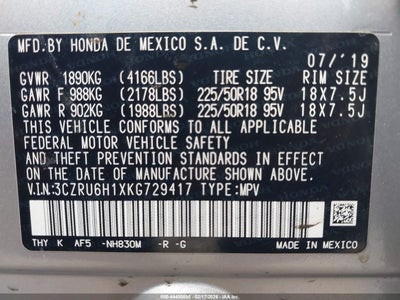 MFD.BY HONDA DE MEXICO S.A. DE C.V.
07/'19
GVWR 1890KG (4166LBS) TIRE SIZE RIM SIZE
GAWR F 988KG (2178LBS) 225/50R18 95V 18X7.5J
GAWR R 902KG (1988LBS) 225/50R18 95V 18X7.5J
THIS VEHICLE CONFORMS TO ALL APPLICABLE
FEDERAL MOTOR VEHICLE SAFETY
AND THEFT PREVENTION STANDARDS IN EFFECT
ON THE DATE OF MANUFACTURE SHOWN ABOVE.
V.I.N:3CZRU6H1XKG729417 TYPE:MPV
THY K AF5 -NH830M -R -G
MADE IN MEXICO